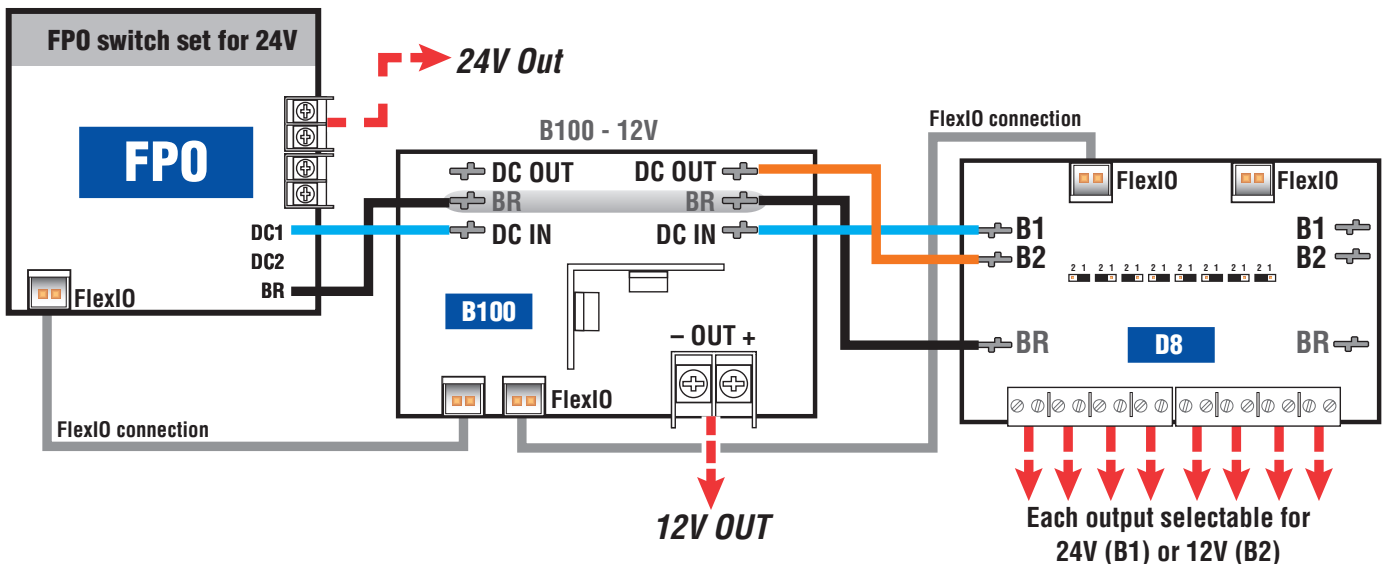 FPO switch set for 24V
FPO
DC1
DC2
BR
FlexIO
24V Out
B100 - 12V
DC OUT DC OUT
BR BR
DC IN DC IN
B100
– OUT +
FlexIO
FlexIO connection
12V OUT
FlexIO connection
FlexIO FlexIO
B1 B1
B2 B2
2 1 2 1 2 1 2 1 2 1 2 1 2 1 2 1
BR D8 BR
Each output selectable for
24V (B1) or 12V (B2)